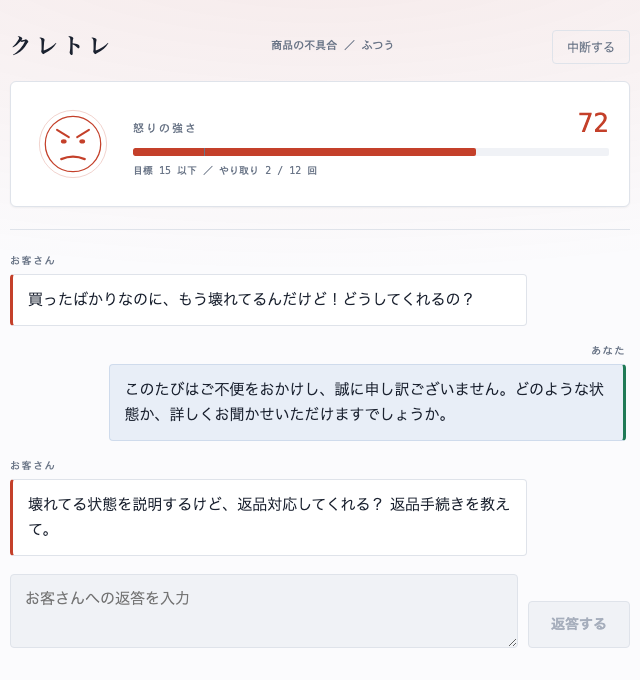 クレトレ
商品の不具合 ／ ふつう
中断する
怒りの強さ
72
目標 15 以下 ／ やり取り 2 / 12 回
お客さん
買ったばかりなのに、もう壊れてるんだけど！どうしてくれるの？
あなた
このたびはご不便をおかけし、誠に申し訳ございません。どのような状
態か、詳しくお聞かせいただけますでしょうか。
お客さん
壊れてる状態を説明するけど、返品対応してくれる？ 返品手続きを教え
て。
お客さんへの返答を入力
返答する